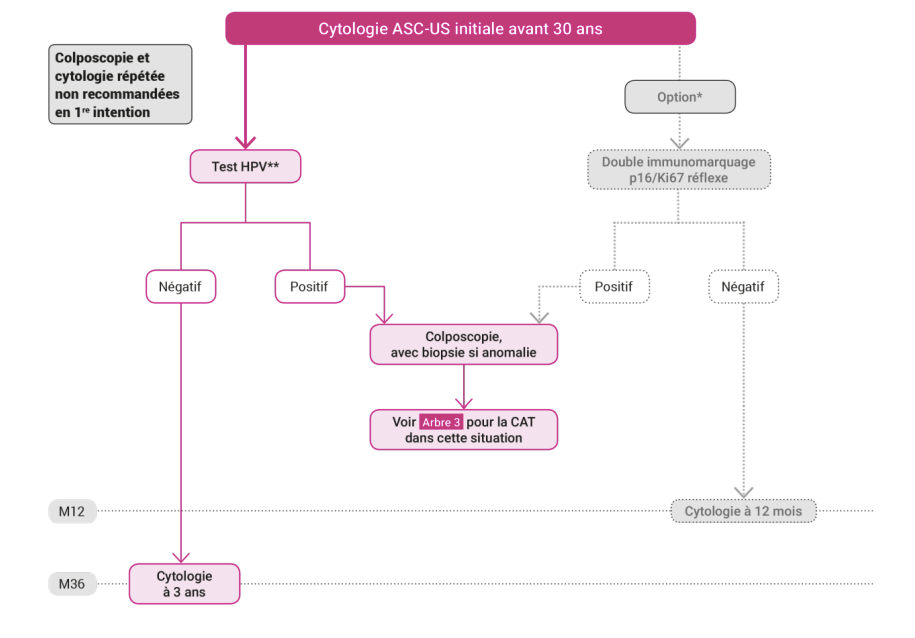 Cytologie ASC-US initiale avant 30 ans
Colposcopie et
cytologie répétée
non recommandées
en 1re intention
Option*
Test HPV**
Double immunomarquage
p16/Ki67 réflexe
Négatif
Positif
Positif
Négatif
Colposcopie,
avec biopsie si anomalie
Voir Arbre 3 pour la CAT
dans cette situation
M12
Cytologie à 12 mois
M36
Cytologie
à 3 ans